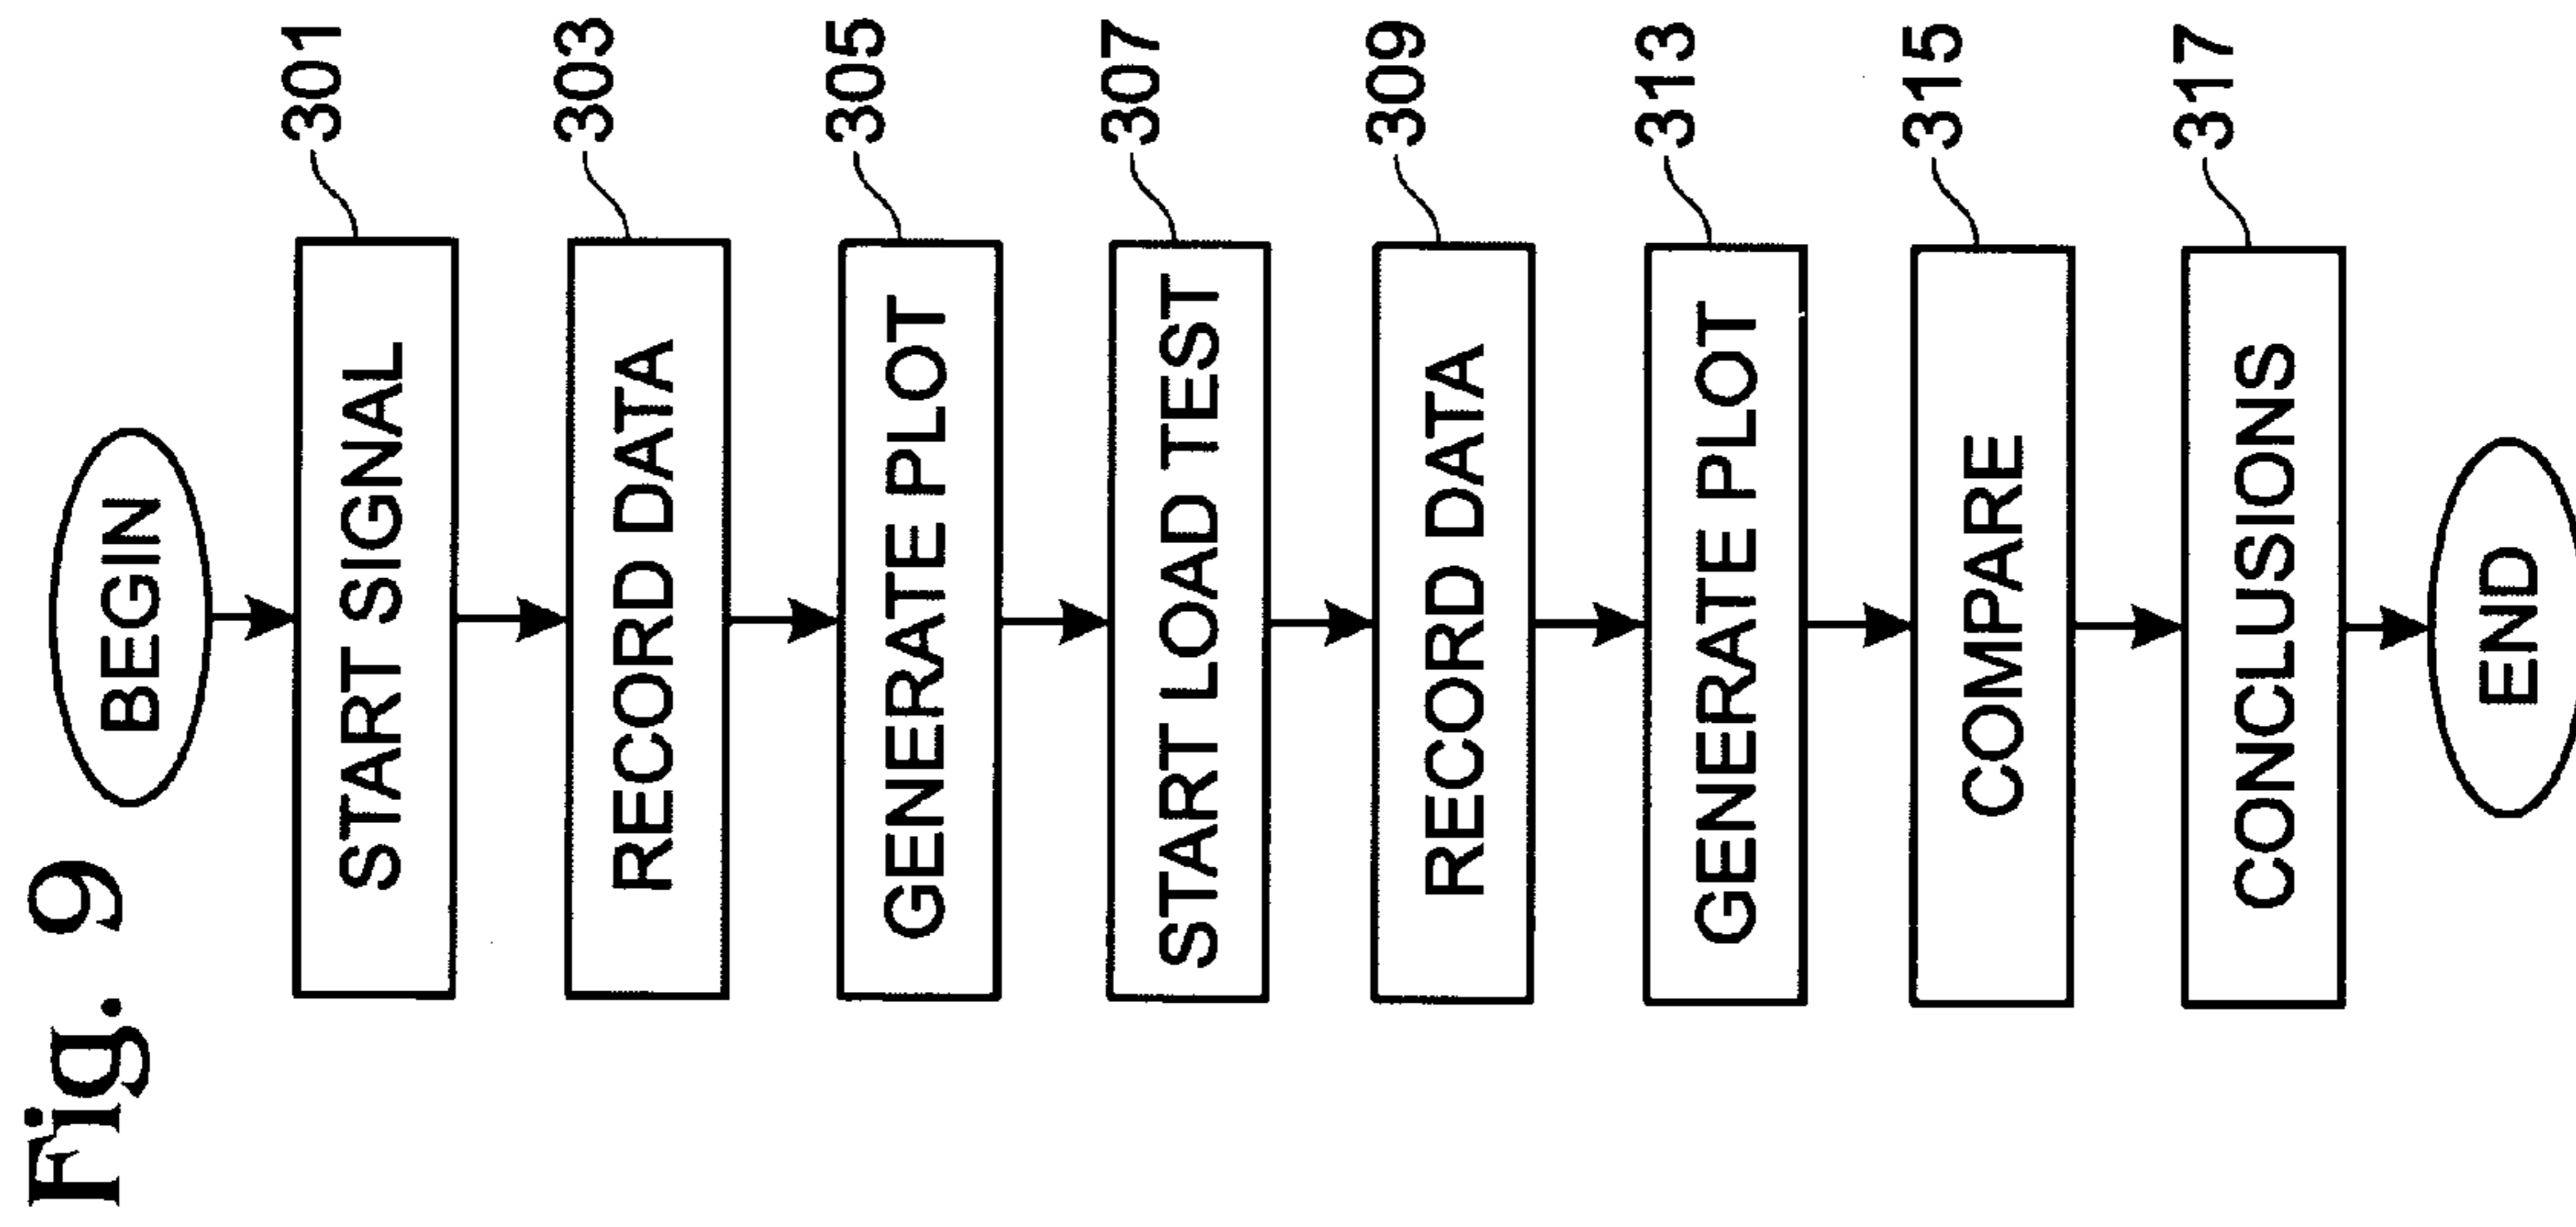 Fig. 9
BEGIN
START SIGNAL
301
RECORD DATA
303
GENERATE PLOT
305
START LOAD TEST
307
RECORD DATA
309
GENERATE PLOT
313
COMPARE
315
CONCLUSIONS
317
END